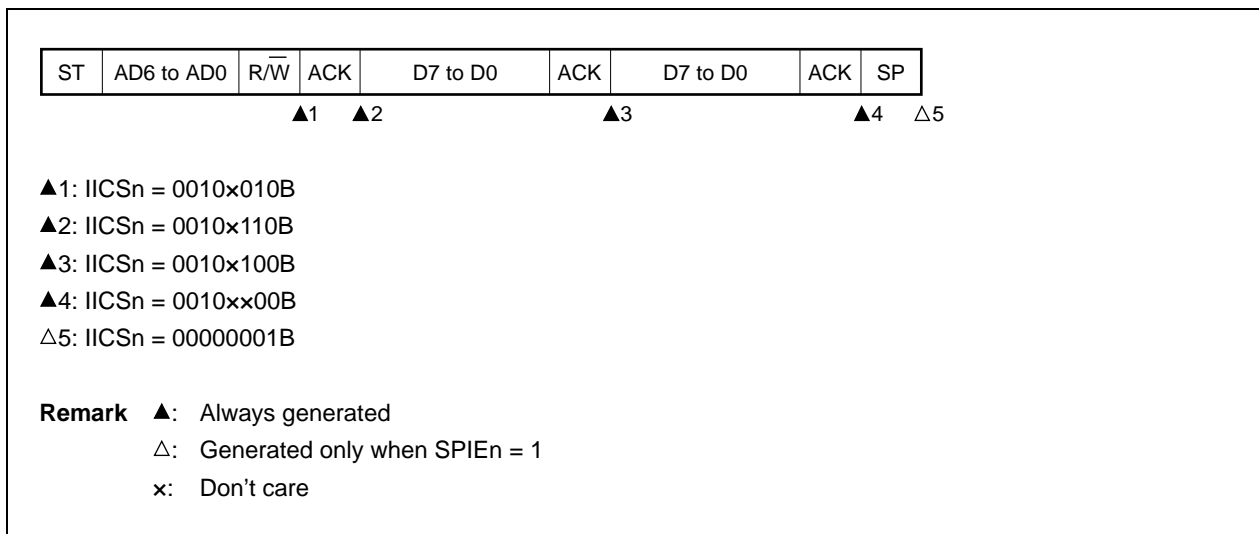 ST AD6 to AD0 R/W̅ ACK D7 to D0 ACK D7 to D0 ACK SP
▲1 ▲2 ▲3 ▲4 △5
▲1: IICSn = 0010×010B
▲2: IICSn = 0010×110B
▲3: IICSn = 0010×100B
▲4: IICSn = 0010××00B
△5: IICSn = 00000001B
Remark ▲: Always generated
△: Generated only when SPIEn = 1
×: Don't care